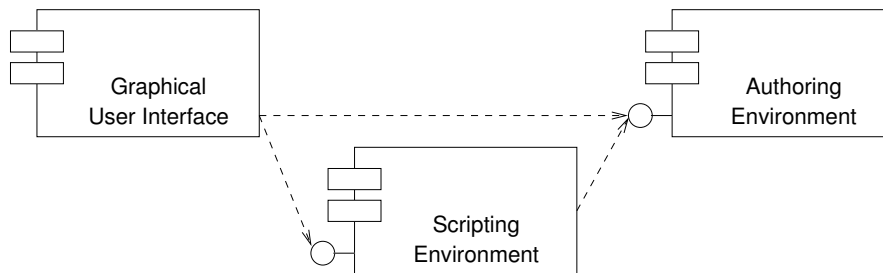 Graphical
User Interface
Authoring
Environment
Scripting
Environment